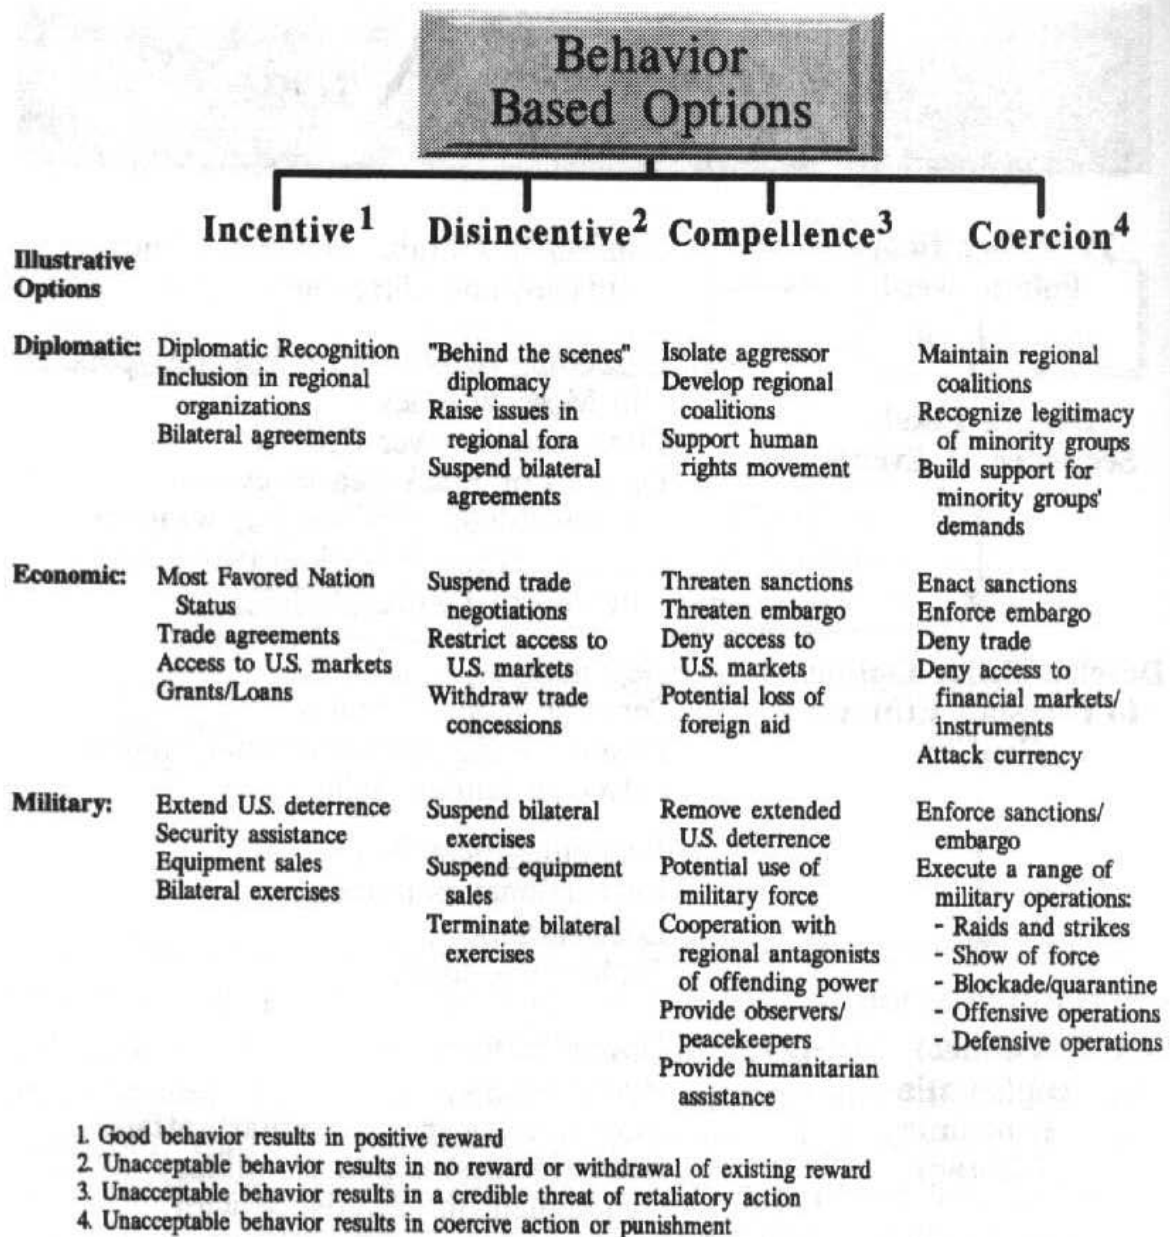 Behavior
Based Options
Incentive1
Disincentive2
Compellence3
Coercion4
Illustrative
Options
Diplomatic:
Diplomatic Recognition
Inclusion in regional
organizations
Bilateral agreements
"Behind the scenes"
diplomacy
Raise issues in
regional fora
Suspend bilateral
agreements
Isolate aggressor
Develop regional
coalitions
Support human
rights movement
Maintain regional
coalitions
Recognize legitimacy
of minority groups
Build support for
minority groups'
demands
Economic:
Most Favored Nation
Status
Trade agreements
Access to U.S. markets
Grants/Loans
Suspend trade
negotiations
Restrict access to
U.S. markets
Withdraw trade
concessions
Threaten sanctions
Threaten embargo
Deny access to
U.S. markets
Potential loss of
foreign aid
Enact sanctions
Enforce embargo
Deny trade
Deny access to
financial markets/
instruments
Attack currency
Military:
Extend U.S. deterrence
Security assistance
Equipment sales
Bilateral exercises
Suspend bilateral
exercises
Suspend equipment
sales
Terminate bilateral
exercises
Remove extended
U.S. deterrence
Potential use of
military force
Cooperation with
regional antagonists
of offending power
Provide observers/
peacekeepers
Provide humanitarian
assistance
Enforce sanctions/
embargo
Execute a range of
military operations:
- Raids and strikes
- Show of force
- Blockade/quarantine
- Offensive operations
- Defensive operations
1. Good behavior results in positive reward
2. Unacceptable behavior results in no reward or withdrawal of existing reward
3. Unacceptable behavior results in a credible threat of retaliatory action
4. Unacceptable behavior results in coercive action or punishment